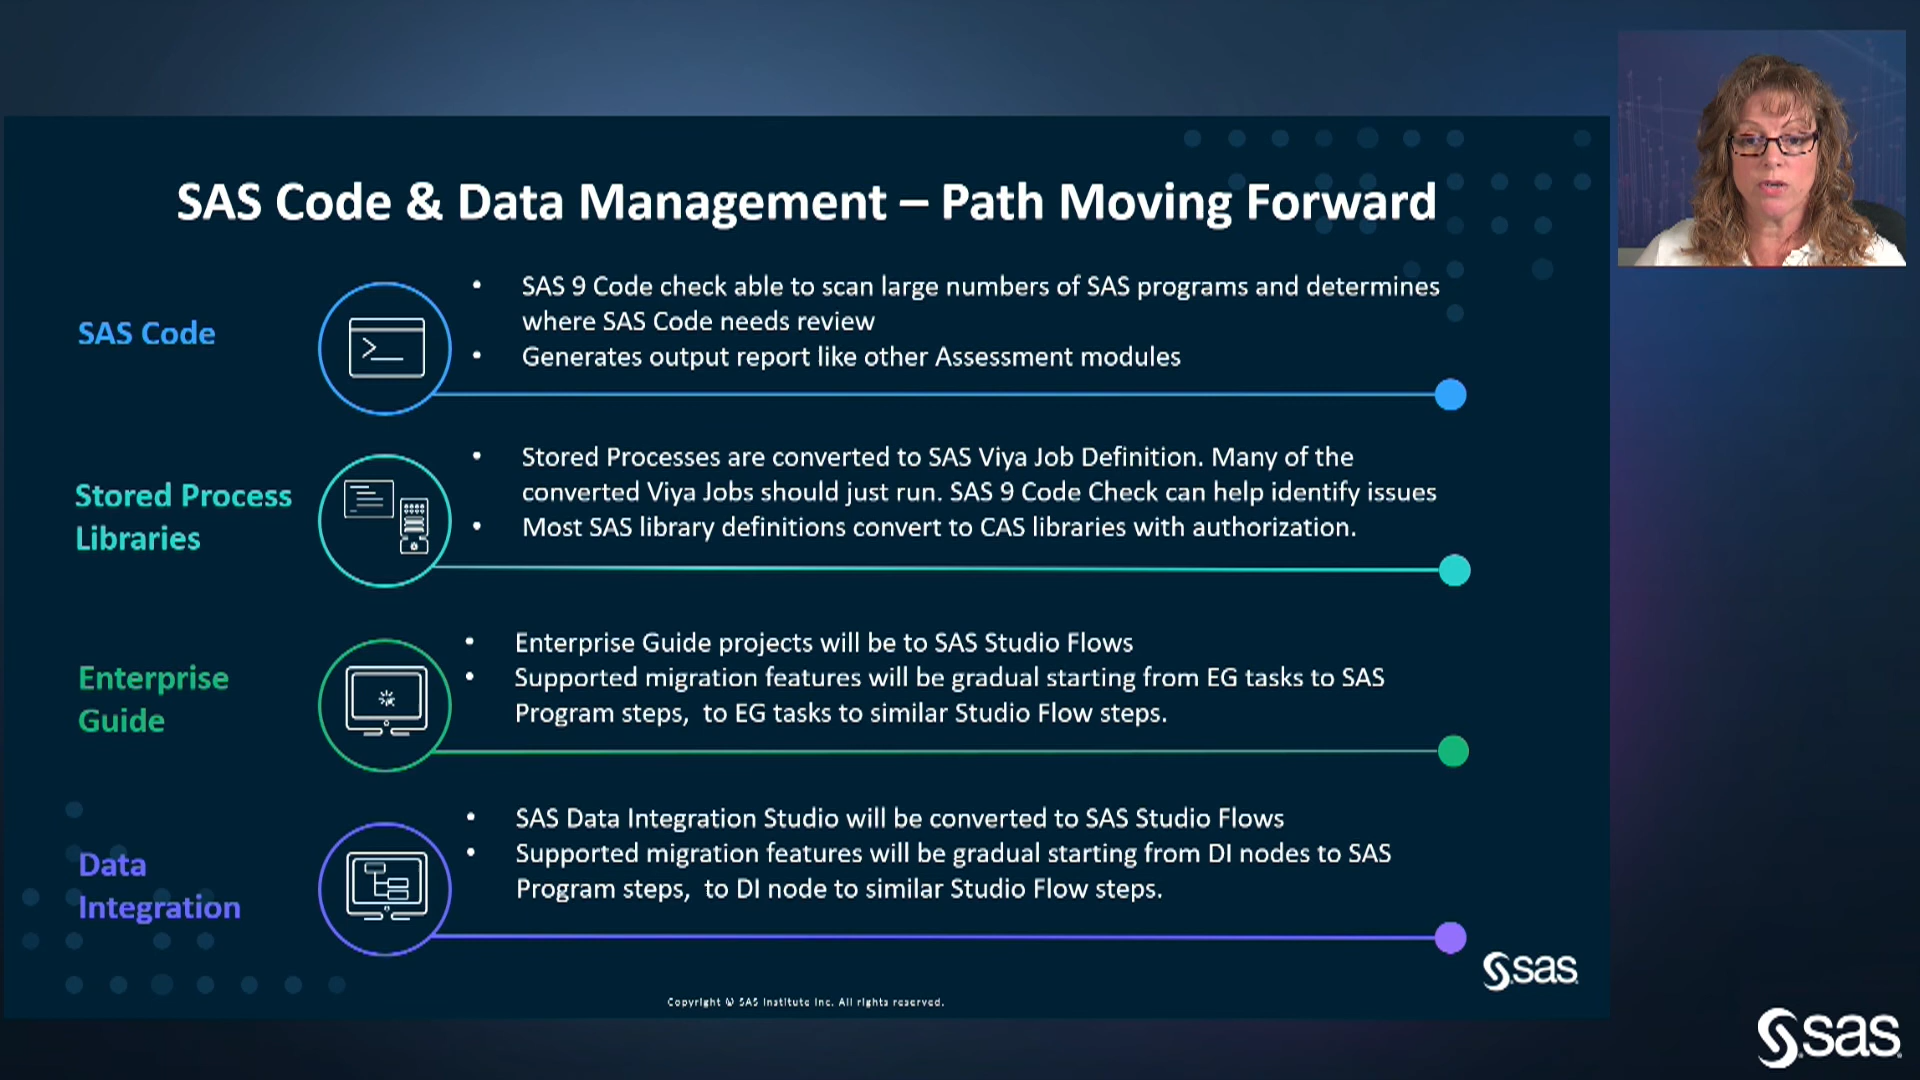 SAS Code & Data Management – Path Moving Forward
SAS Code
• SAS 9 Code check able to scan large numbers of SAS programs and determines
where SAS Code needs review
• Generates output report like other Assessment modules
Stored Process
Libraries
• Stored Processes are converted to SAS Viya Job Definition. Many of the
converted Viya Jobs should just run. SAS 9 Code Check can help identify issues
• Most SAS library definitions convert to CAS libraries with authorization.
Enterprise
Guide
• Enterprise Guide projects will be to SAS Studio Flows
• Supported migration features will be gradual starting from EG tasks to SAS
Program steps,  to EG tasks to similar Studio Flow steps.
Data
Integration
• SAS Data Integration Studio will be converted to SAS Studio Flows
• Supported migration features will be gradual starting from DI nodes to SAS
Program steps,  to DI node to similar Studio Flow steps.
sas
Copyright © SAS Institute Inc. All rights reserved.
sas